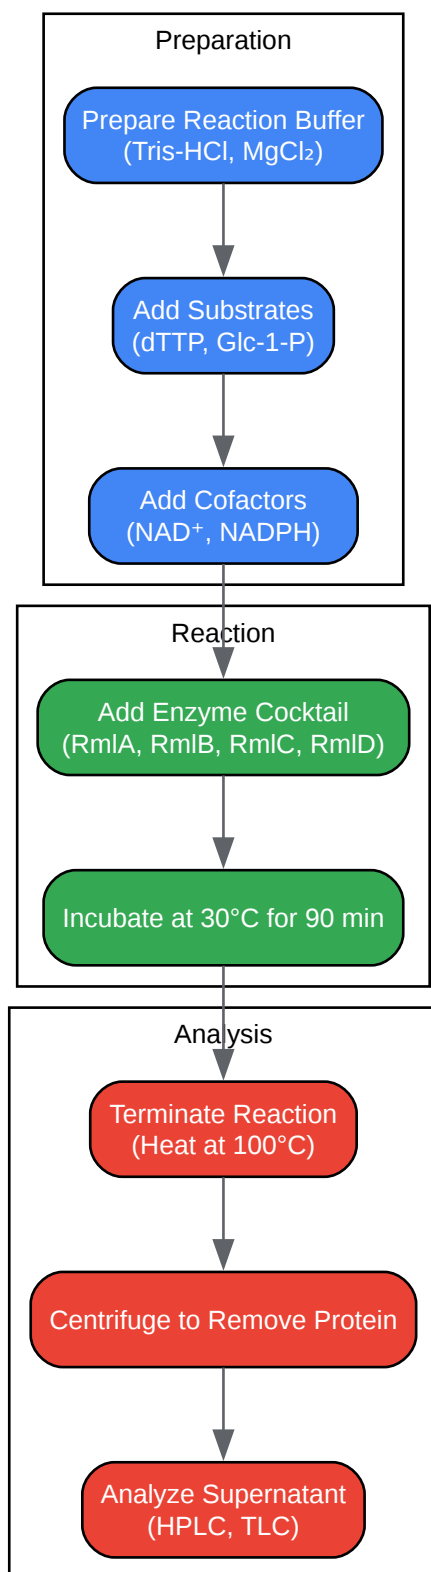 Preparation
Prepare Reaction Buffer
(Tris-HCl, MgCl₂)
Add Substrates
(dTTP, Glc-1-P)
Add Cofactors
(NAD⁺, NADPH)
Reaction
Add Enzyme Cocktail
(RmlA, RmlB, RmlC, RmlD)
Incubate at 30°C for 90 min
Analysis
Terminate Reaction
(Heat at 100°C)
Centrifuge to Remove Protein
Analyze Supernatant
(HPLC, TLC)